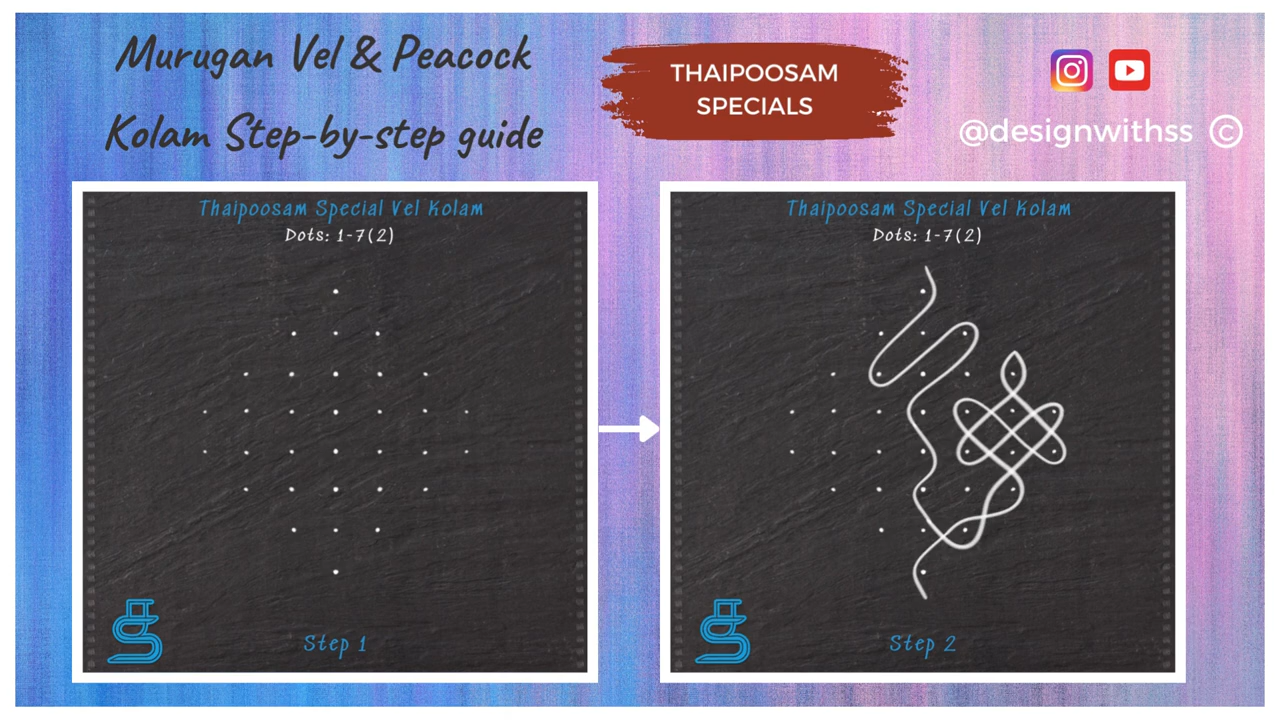 Murugan Vel & Peacock
Kolam Step-by-step guide
THAIPOOSAM
SPECIALS
@designwithss ©
Thaipoosam Special Vel Kolam
Dots: 1-7(2)
Step 1
Thaipoosam Special Vel Kolam
Dots: 1-7(2)
Step 2